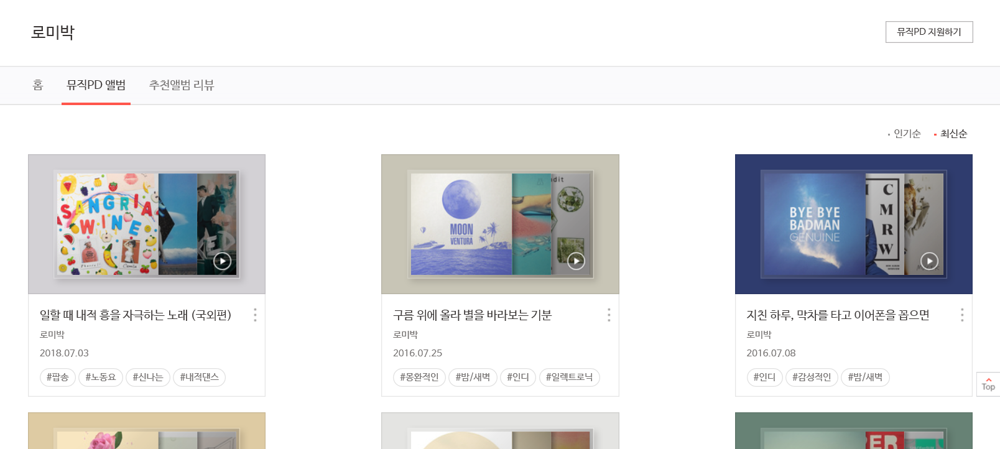 로미박
뮤직PD 지원하기
홈
뮤직PD 앨범
추천앨범 리뷰
인기순
최신순
SANGRIA
WINE
Pharrell
Camila
MOON
VENTURA
dit
BYE BYE
BADMAN
GENUINE
C
M
R
W
일할 때 내적 흥을 자극하는 노래 (국외편)
로미박
2018.07.03
#팝송 #노동요 #신나는 #내적댄스
구름 위에 올라 별을 바라보는 기분
로미박
2016.07.25
#몽환적인 #밤/새벽 #인디 #일렉트로닉
지친 하루, 막차를 타고 이어폰을 꼽으면
로미박
2016.07.08
#인디 #감성적인 #밤/새벽
Top